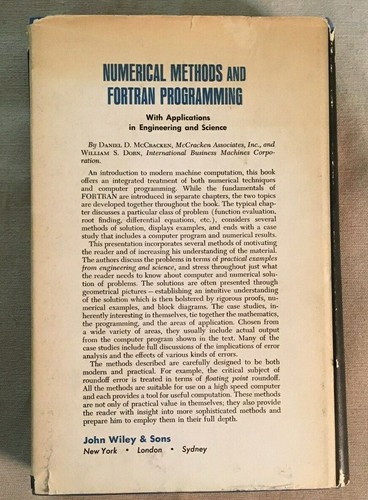 NUMERICAL METHODS AND
FORTRAN PROGRAMMING
With Applications
in Engineering and Science
By DANIEL D. MCCRACKEN, McCracken Associates, Inc., and
WILLIAM S. DORN, International Business Machines Corpo-
ration.
An introduction to modern machine computation, this book
offers an integrated treatment of both numerical techniques
and computer programming. While the fundamentals of
FORTRAN are introduced in separate chapters, the two topics
are developed together throughout the book. The typical chap-
ter discusses a particular class of problem (function evaluation,
root finding, differential equations, etc.), considers several
methods of solution, displays examples, and ends with a case
study that includes a computer program and numerical results.
This presentation incorporates several methods of motivating
the reader and of increasing his understanding of the material.
The authors discuss the problems in terms of practical examples
from engineering and science, and stress throughout just what
the reader needs to know about computer and numerical solu-
tion of problems. The solutions are often presented through
geometrical pictures—establishing an intuitive understanding
of the solution which is then bolstered by rigorous proofs, nu-
merical examples, and block diagrams. The case studies, in-
herently interesting in themselves, tie together the mathematics,
the programming, and the areas of application. Chosen from
a wide variety of areas, they usually include actual output
from the computer program shown in the text. Many of the
case studies include full discussions of the implications of error
analysis and the effects of various kinds of errors.
The methods described are carefully designed to be both
modern and practical. For example, the critical subject of
roundoff error is treated in terms of floating point roundoff.
All the methods are suitable for use on a high speed computer
and each provides a tool for useful computation. These methods
are not only of practical value in themselves; they also provide
the reader with insight into more sophisticated methods and
prepare him to employ them in their full depth.
John Wiley & Sons
New York • London • Sydney